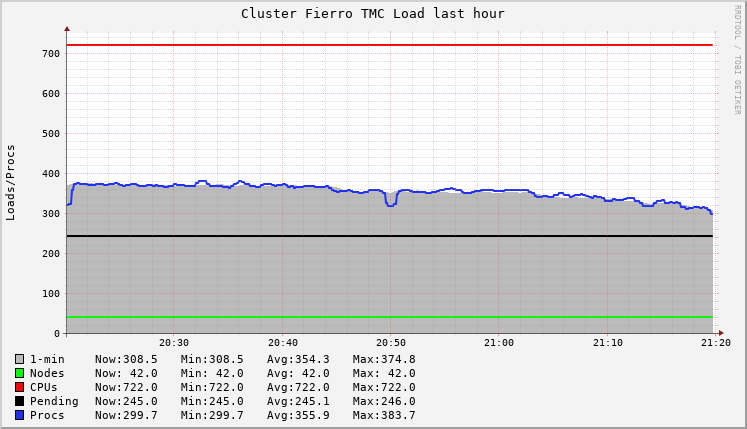 Cluster Fierro TMC Load last hour
RRDTOOL / TOBI OETIKER
Loads/Procs
700
600
500
400
300
200
100
0
20:30 20:40 20:50 21:00 21:10 21:20
1-min Now:308.5 Min:308.5 Avg:354.3 Max:374.8
Nodes Now: 42.0 Min: 42.0 Avg: 42.0 Max: 42.0
CPUs Now:722.0 Min:722.0 Avg:722.0 Max:722.0
Pending Now:245.0 Min:245.0 Avg:245.1 Max:246.0
Procs Now:299.7 Min:299.7 Avg:355.9 Max:383.7